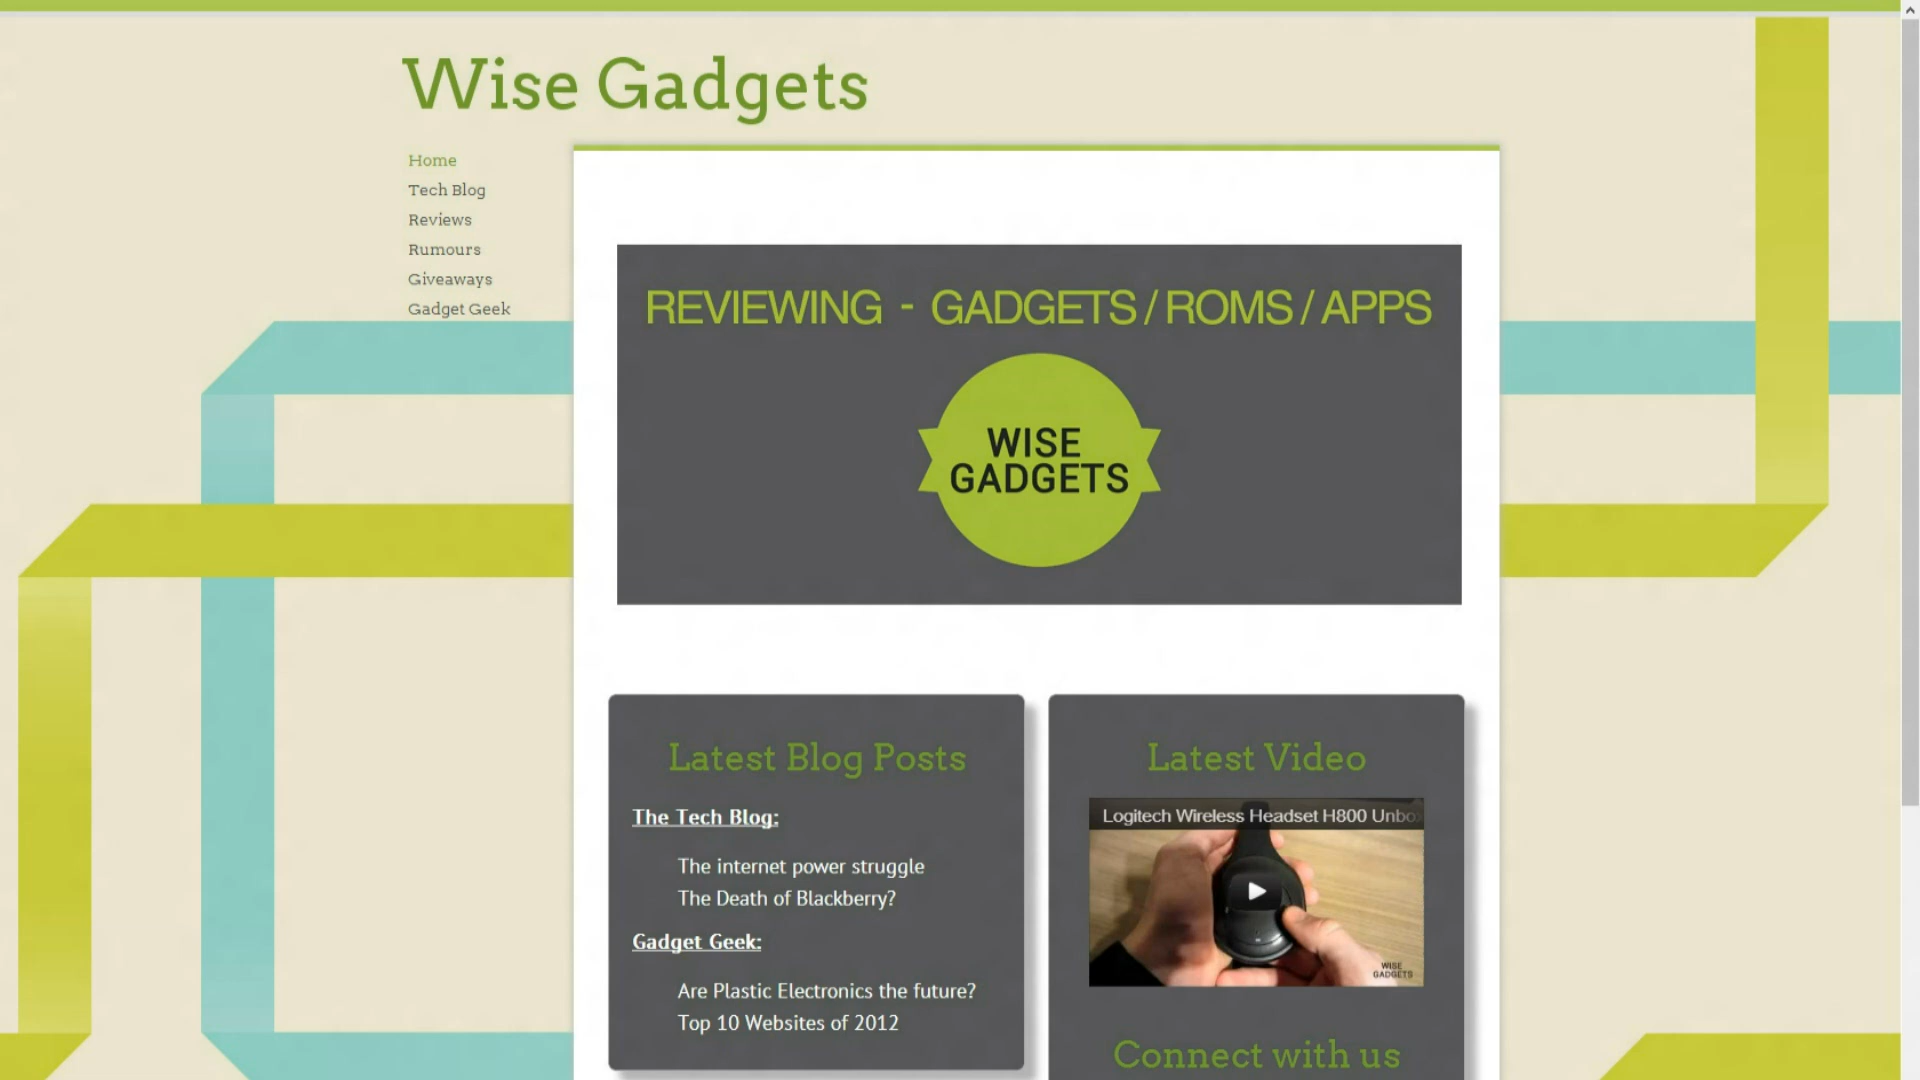 Wise Gadgets
Home
Tech Blog
Reviews
Rumours
Giveaways
Gadget Geek
REVIEWING - GADGETS / ROMS / APPS
WISE
GADGETS
Latest Blog Posts
The Tech Blog:
The internet power struggle
The Death of Blackberry?
Gadget Geek:
Are Plastic Electronics the future?
Top 10 Websites of 2012
Latest Video
Logitech Wireless Headset H800 Unbo
WISE
GADGETS
Connect with us